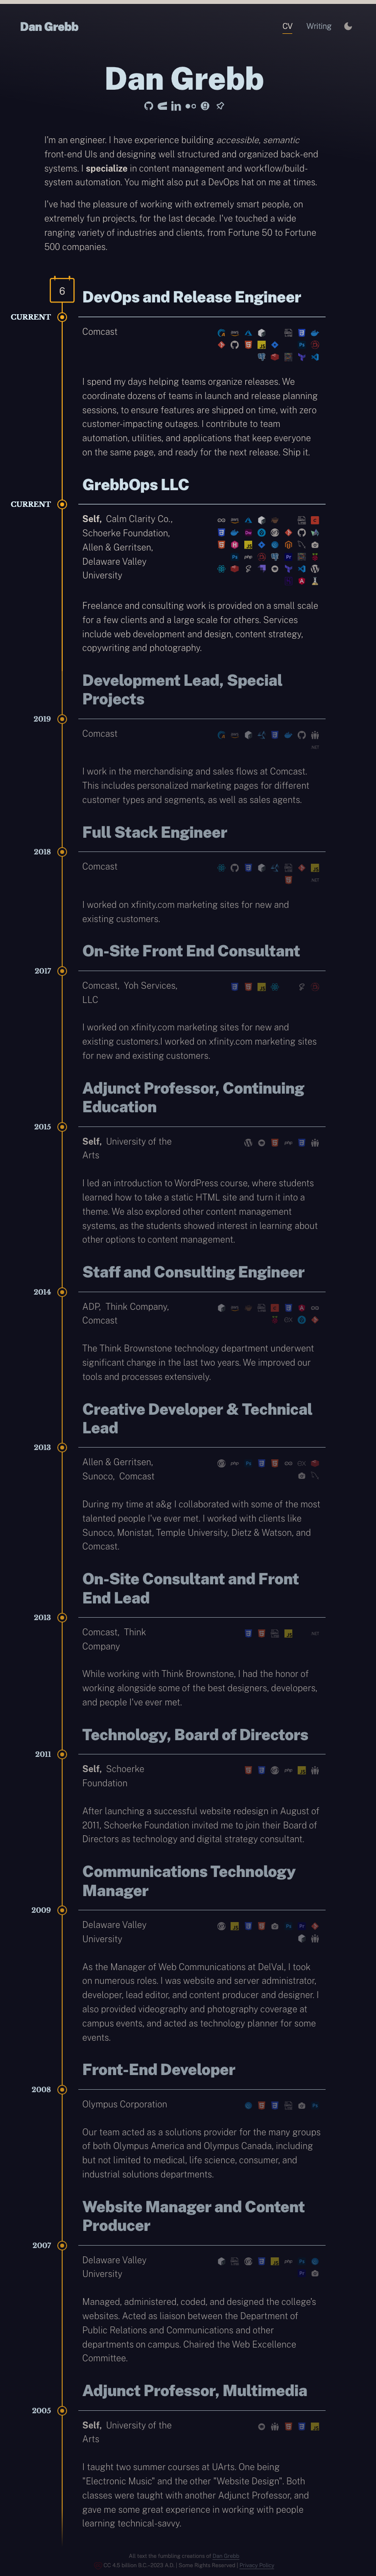 Dan Grebb
CV Writing
Dan Grebb
I'm an engineer. I have experience building accessible, semantic
front-end UIs and designing well structured and organized back-end
systems. I specialize in content management and workflow/build-
system automation. You might also put a DevOps hat on me at times.
I've had the pleasure of working with extremely smart people, on
extremely fun projects, for the last decade. I've touched a wide
ranging variety of industries and clients, from Fortune 50 to Fortune
500 companies.
6
DevOps and Release Engineer
CURRENT
Comcast
I spend my days helping teams organize releases. We
coordinate dozens of teams in launch and release planning
sessions, to ensure features are shipped on time, with zero
customer-impacting outages. I contribute to team
automation, utilities, and applications that keep everyone
on the same page, and ready for the next release. Ship it.
GrebbOps LLC
CURRENT
Self, Calm Clarity Co.,
Schoerke Foundation,
Allen & Gerritsen,
Delaware Valley
University
Freelance and consulting work is provided on a small scale
for a few clients and a large scale for others. Services
include web development and design, content strategy,
copywriting and photography.
Development Lead, Special
Projects
2019
Comcast
I work in the merchandising and sales flows at Comcast.
This includes personalized marketing pages for different
customer types and segments, as well as sales agents.
Full Stack Engineer
2018
Comcast
I worked on xfinity.com marketing sites for new and
existing customers.
On-Site Front End Consultant
2017
Comcast, Yoh Services,
LLC
I worked on xfinity.com marketing sites for new and
existing customers.I worked on xfinity.com marketing sites
for new and existing customers.
Adjunct Professor, Continuing
Education
2015
Self, University of the
Arts
I led an introduction to WordPress course, where students
learned how to take a static HTML site and turn it into a
theme. We also explored other content management
systems, as the students showed interest in learning about
other options to content management.
Staff and Consulting Engineer
2014
ADP, Think Company,
Comcast
The Think Brownstone technology department underwent
significant change in the last two years. We improved our
tools and processes extensively.
Creative Developer & Technical
Lead
2013
Allen & Gerritsen,
Sunoco, Comcast
During my time at a&g I collaborated with some of the most
talented people I've ever met. I worked with clients like
Sunoco, Monistat, Temple University, Dietz & Watson, and
Comcast.
On-Site Consultant and Front
End Lead
2013
Comcast, Think
Company
While working with Think Brownstone, I had the honor of
working alongside some of the best designers, developers,
and people I've ever met.
Technology, Board of Directors
2011
Self, Schoerke
Foundation
After launching a successful website redesign in August of
2011, Schoerke Foundation invited me to join their Board of
Directors as technology and digital strategy consultant.
Communications Technology
Manager
2009
Delaware Valley
University
As the Manager of Web Communications at DelVal, I took
on numerous roles. I was website and server administrator,
developer, lead editor, and content producer and designer. I
also provided videography and photography coverage at
campus events, and acted as technology planner for some
events.
Front-End Developer
2008
Olympus Corporation
Our team acted as a solutions provider for the many groups
of both Olympus America and Olympus Canada, including
but not limited to medical, life science, consumer, and
industrial solutions departments.
Website Manager and Content
Producer
2007
Delaware Valley
University
Managed, administered, coded, and designed the college's
websites. Acted as liaison between the Department of
Public Relations and Communications and other
departments on campus. Chaired the Web Excellence
Committee.
Adjunct Professor, Multimedia
2005
Self, University of the
Arts
I taught two summer courses at UArts. One being
"Electronic Music" and the other "Website Design". Both
classes were taught with another Adjunct Professor, and
gave me some great experience in working with people
learning technical-savvy.
All text the fumbling creations of Dan Grebb
CC 4.5 billion B.C.–2023 A.D. | Some Rights Reserved | Privacy Policy